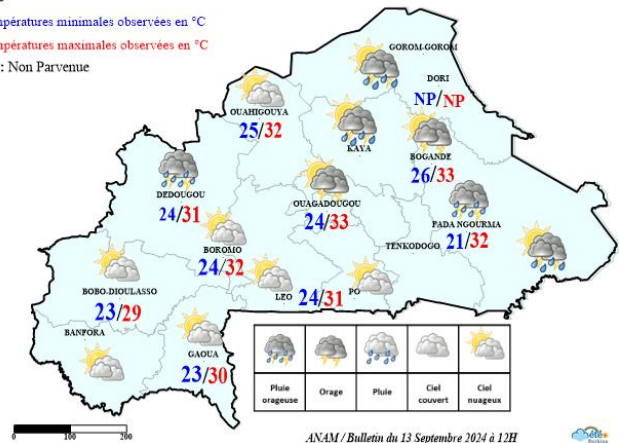 mpératures minimales observées en °C
mpératures maximales observées en °C
: Non Parvenue
GOROM-GOROM
DORI
NP/NP
OUAHIGOUYA
25/32
KAYA
BOGANDE
26/33
DEDOUGOU
24/31
OUAGADOUGOU
24/33
FADA NGOURMA
21/32
BOROMO
24/32
TENKODOGO
BOBO-DIOULASSO
23/29
LEO
24/31
PO
BANFORA
GAOUA
23/30
Pluie orageuse
Orage
Pluie
Ciel couvert
Ciel nuageux
0 100 200
ANAM / Bulletin du 13 Septembre 2024 à 12H